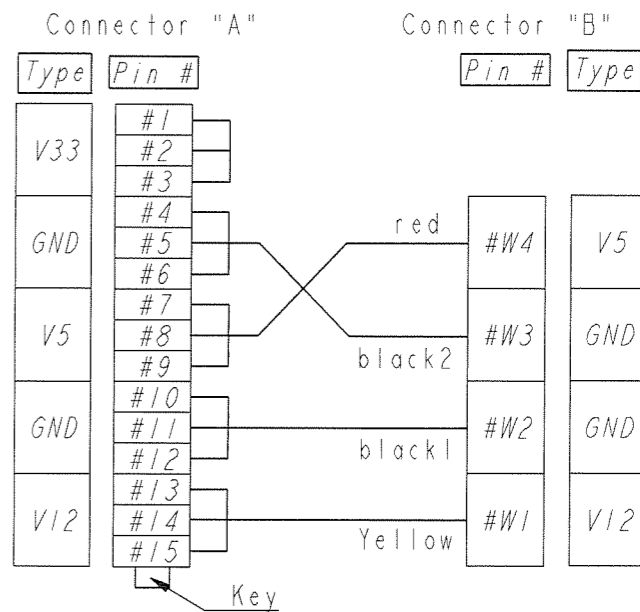 Connector "A" Connector "B"
Type Pin # Pin # Type
#1
V33 #2
#3
#4
GND #5 red #W4 V5
#6
#7
V5 #8 black2 #W3 GND
#9
#10
GND #11 black1 #W2 GND
#12
#13
V12 #14 Yellow #W1 V12
#15
Key